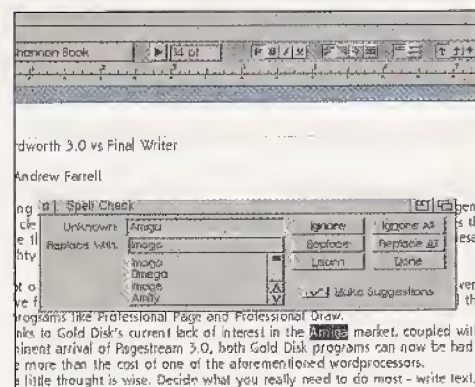 hannon Book 14 pt B I U
rdworth 3.0 vs Final Writer
Andrew Farrell
Spell Check
Unknown: Amiga Ignore Ignore All
Replace With: Imago Replace Replace All
Imago Learn Done
Omega
Image
Amity Make Suggestions
programs like Professional Page and Professional Draw.
nks to Gold Disk's current lack of interest in the Amiga market, coupled wit
inent arrival of Pagestream 3.0, both Gold Disk programs can now be had
more than the cost of one of the aforementioned wordprocessors.
little thought is wise. Decide what you really need to do most - write text